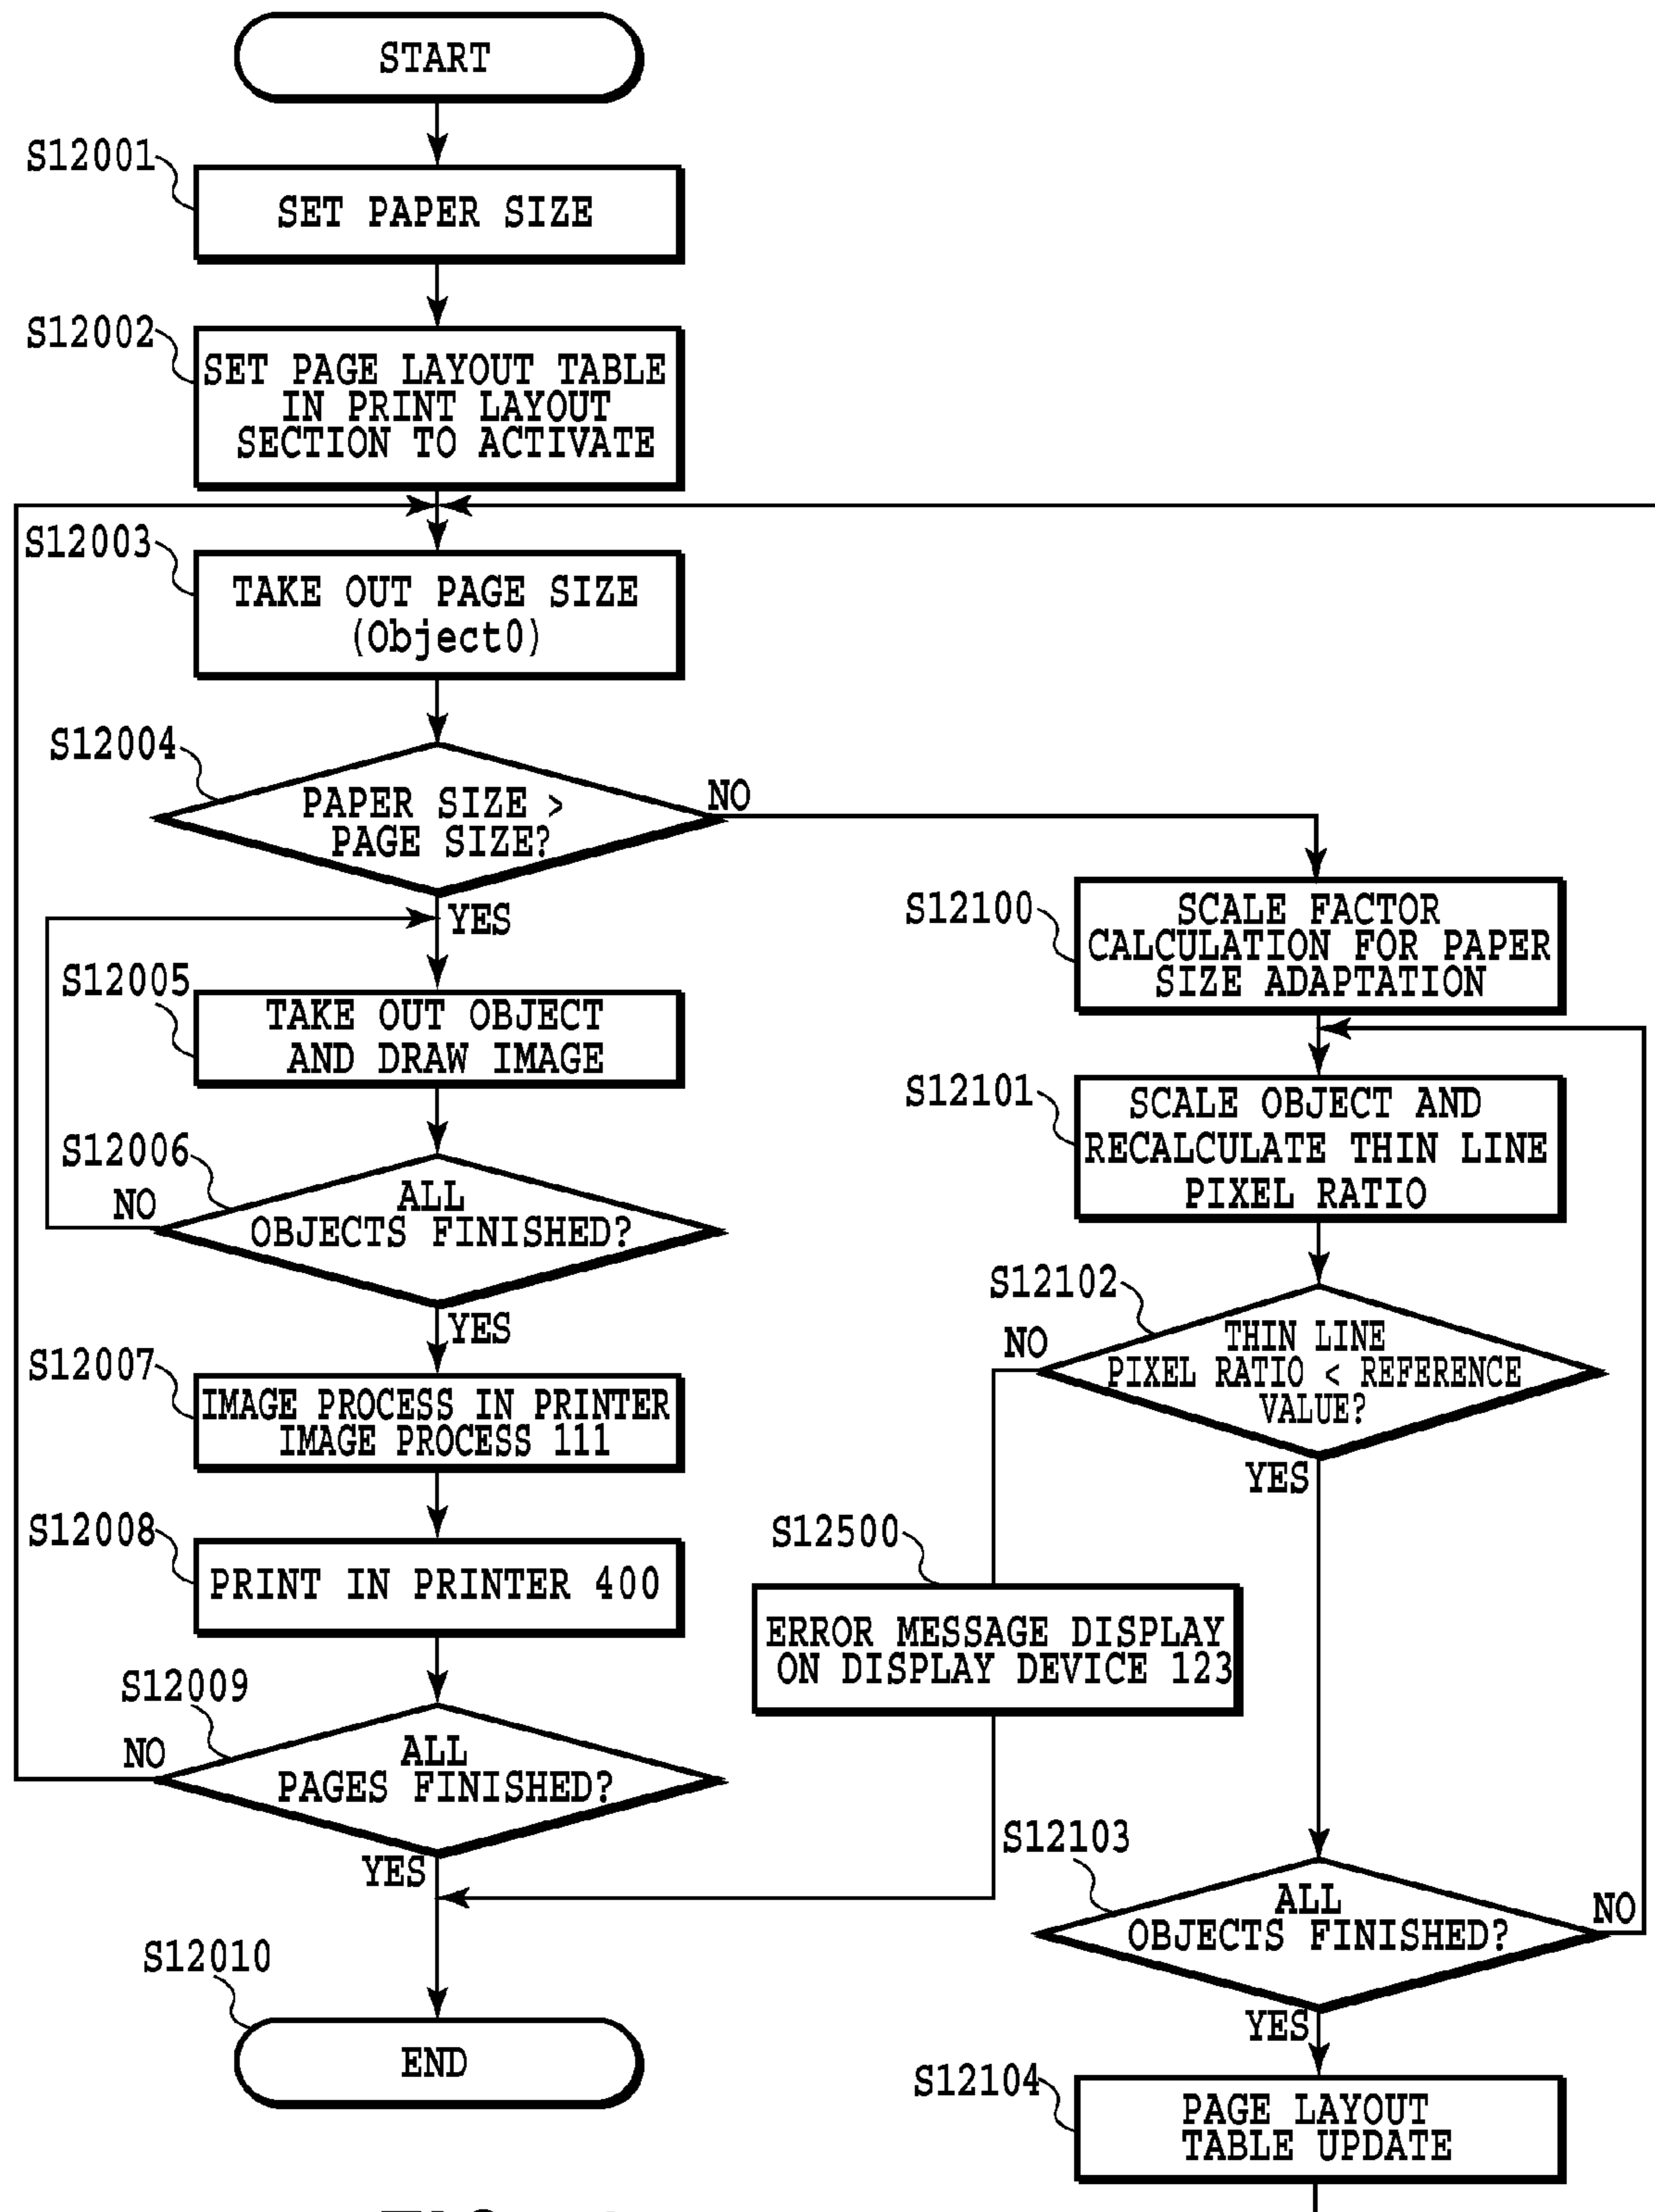 START
S12001
SET PAPER SIZE
S12002
SET PAGE LAYOUT TABLE
IN PRINT LAYOUT
SECTION TO ACTIVATE
S12003
TAKE OUT PAGE SIZE
(Object0)
S12004
PAPER SIZE >
PAGE SIZE?
NO
YES
S12005
TAKE OUT OBJECT
AND DRAW IMAGE
S12006
ALL
OBJECTS FINISHED?
NO
YES
S12007
IMAGE PROCESS IN PRINTER
IMAGE PROCESS 111
S12008
PRINT IN PRINTER 400
S12009
ALL
PAGES FINISHED?
NO
YES
S12010
END
S12100
SCALE FACTOR
CALCULATION FOR PAPER
SIZE ADAPTATION
S12101
SCALE OBJECT AND
RECALCULATE THIN LINE
PIXEL RATIO
S12102
THIN LINE
PIXEL RATIO < REFERENCE
VALUE?
NO
YES
S12500
ERROR MESSAGE DISPLAY
ON DISPLAY DEVICE 123
S12103
ALL
OBJECTS FINISHED?
NO
YES
S12104
PAGE LAYOUT
TABLE UPDATE